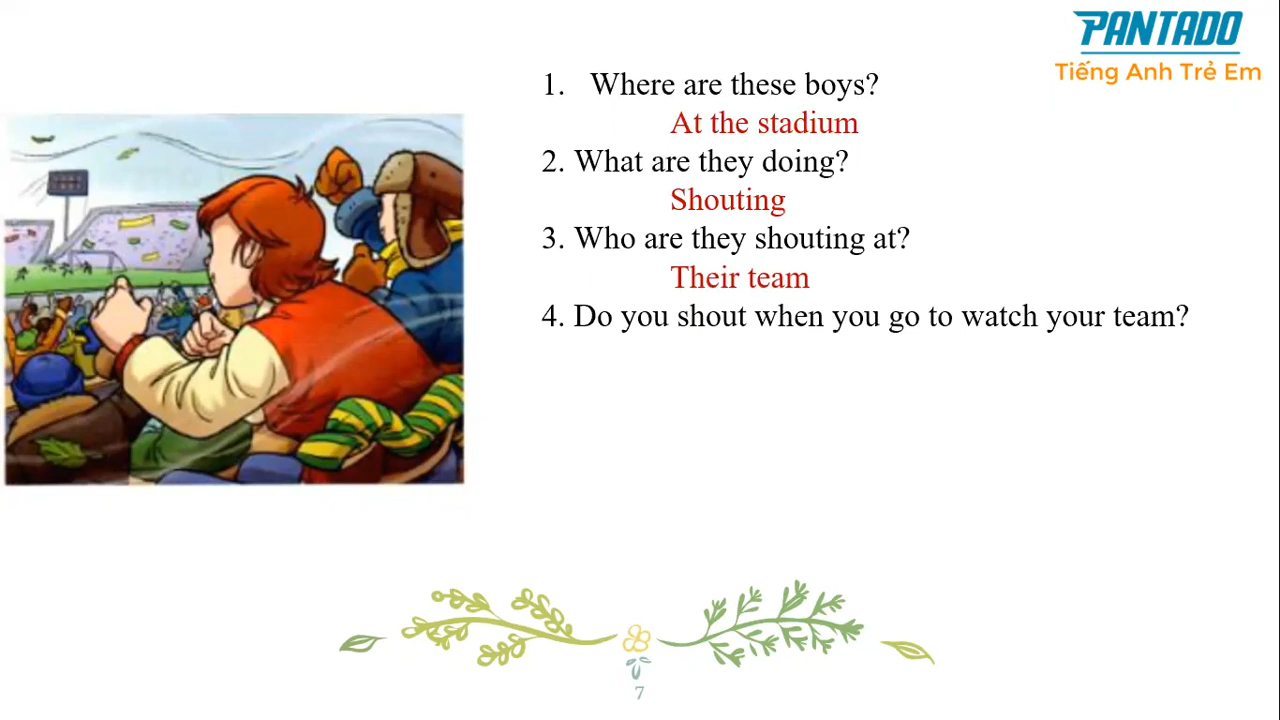 PANTADO
Tiếng Anh Trẻ Em
1. Where are these boys?
At the stadium
2. What are they doing?
Shouting
3. Who are they shouting at?
Their team
4. Do you shout when you go to watch your team?
7